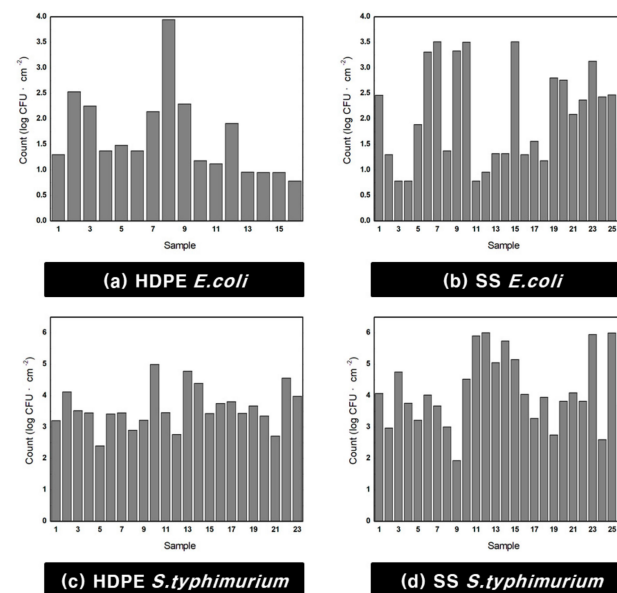 4.0
3.5
3.0
2.5
2.0
1.5
1.0
0.5
0.0
Count (log CFU · cm⁻²)
1 3 5 7 9 11 13 15
Sample
(a) HDPE E.coli
4.0
3.5
3.0
2.5
2.0
1.5
1.0
0.5
0.0
Count (log CFU · cm⁻²)
1 3 5 7 9 11 13 15 17 19 21 23 25
Sample
(b) SS E.coli
6
5
4
3
2
1
0
Count (log CFU · cm⁻²)
1 3 5 7 9 11 13 15 17 19 21 23
Sample
(c) HDPE S.typhimurium
6
5
4
3
2
1
0
Count (log CFU · cm⁻²)
1 3 5 7 9 11 13 15 17 19 21 23 25
Sample
(d) SS S.typhimurium